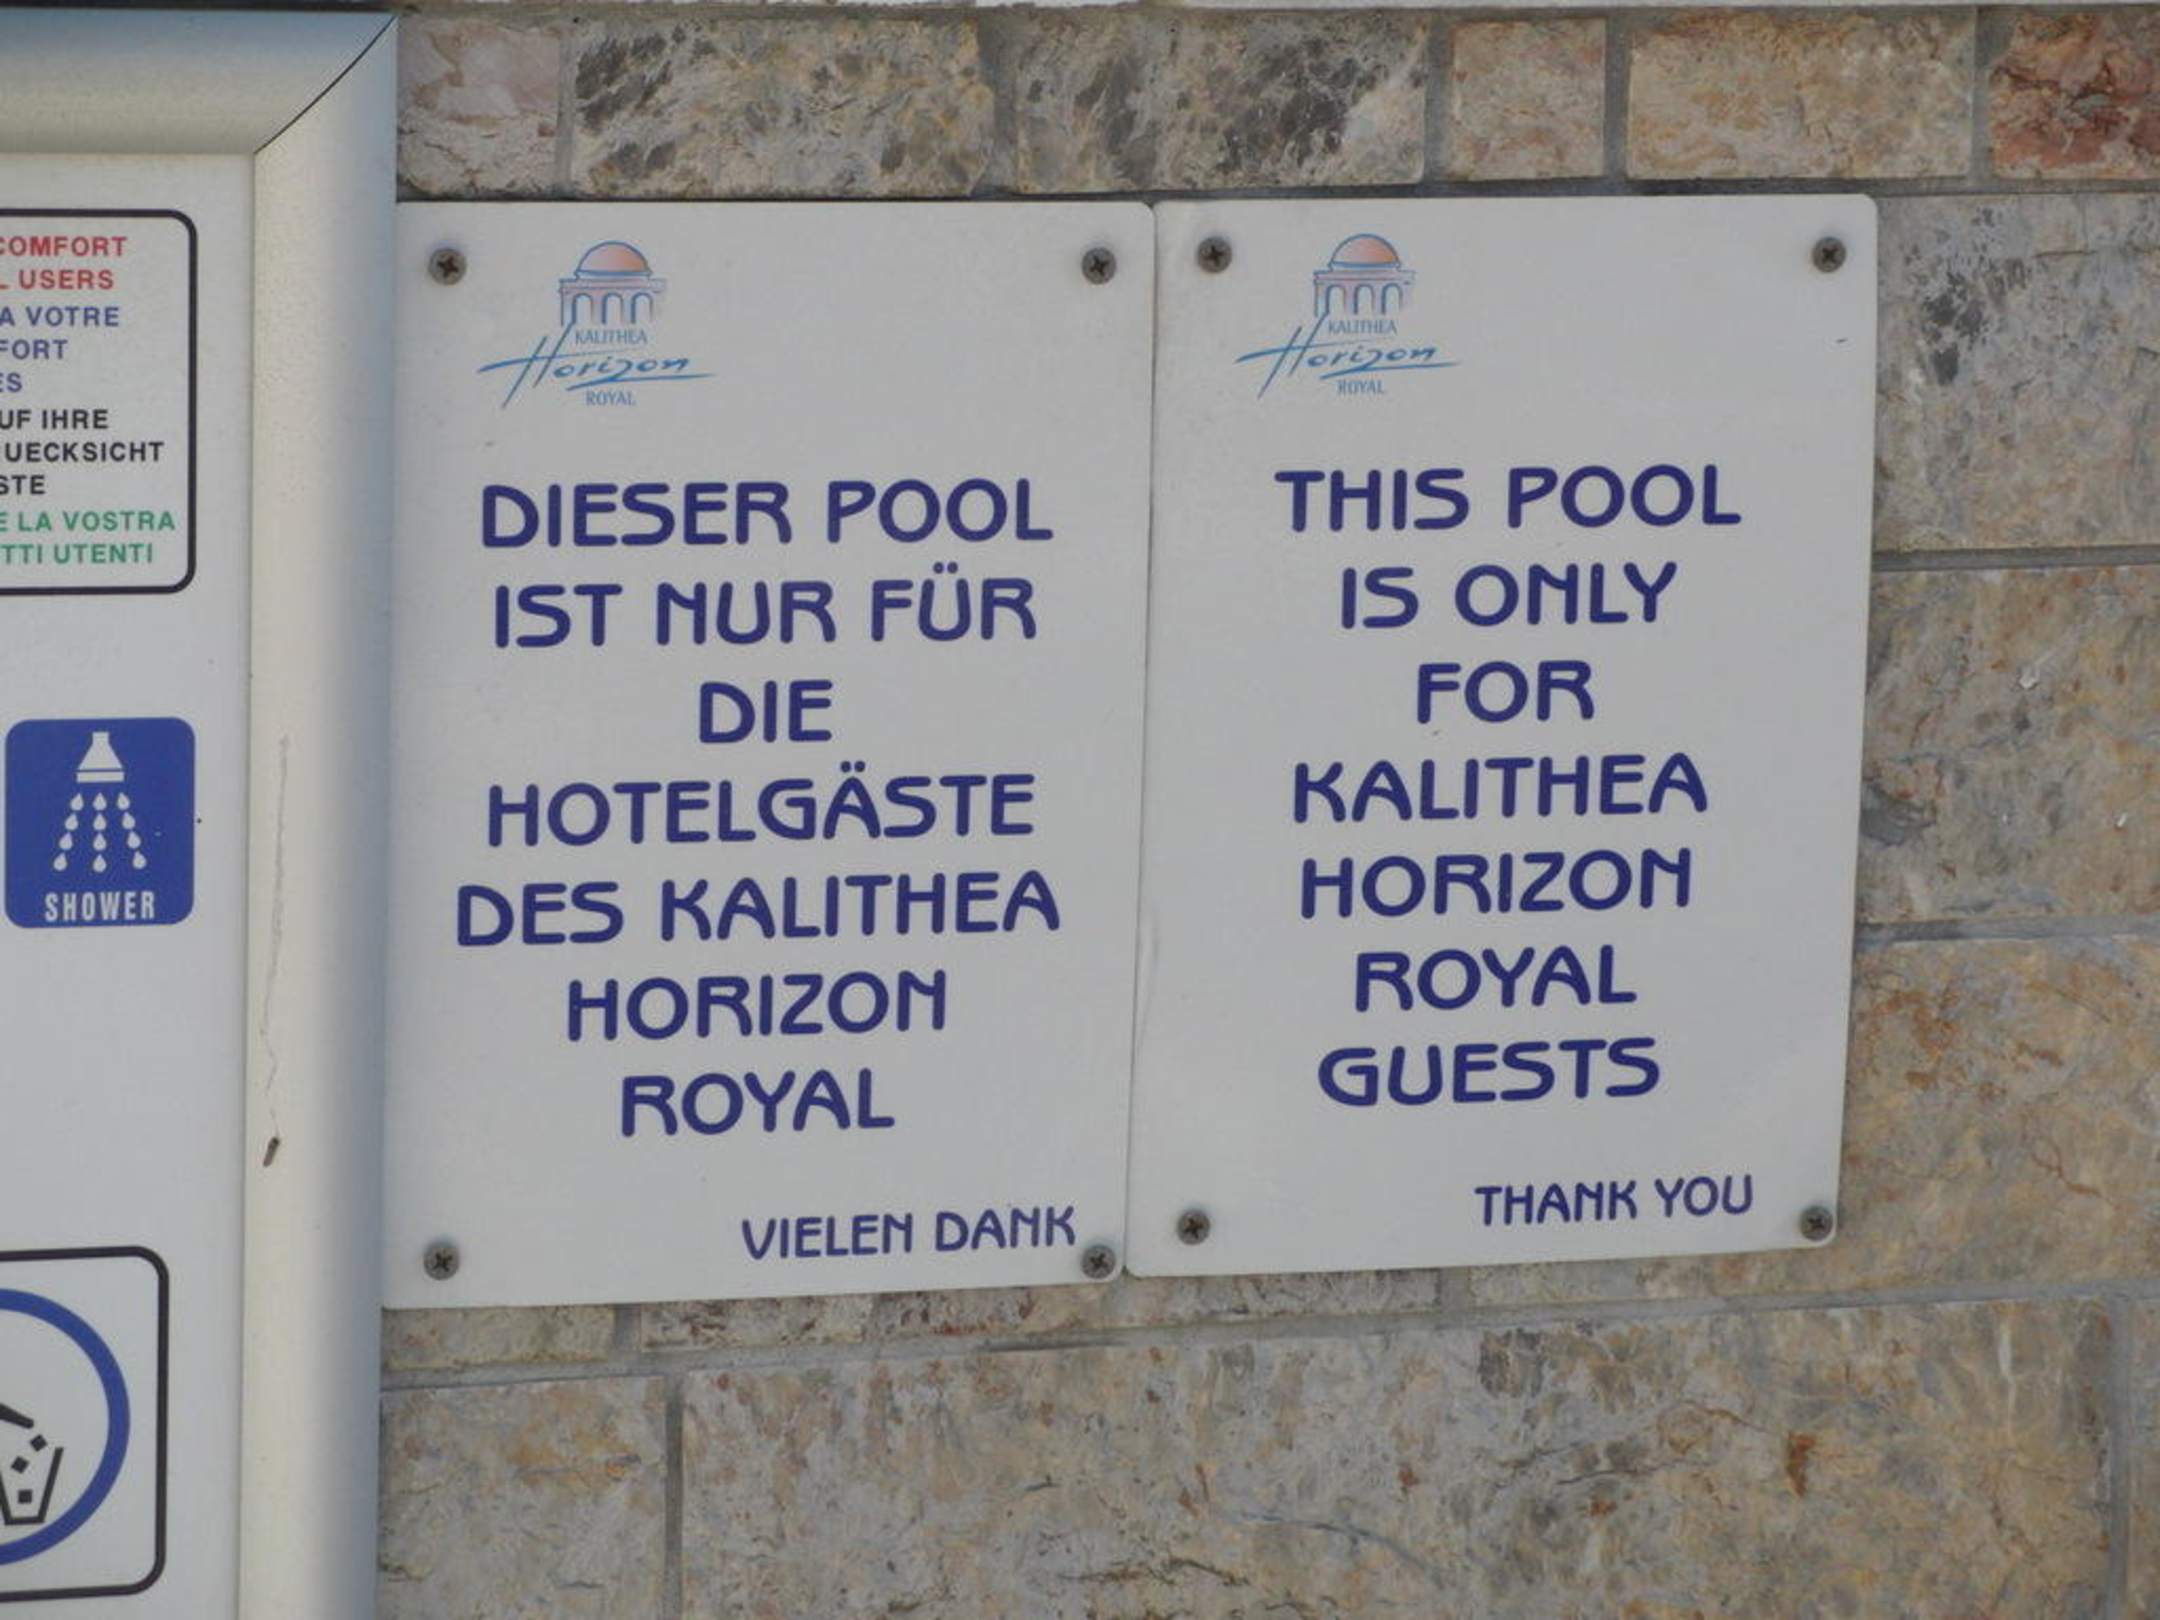 COMFORT
USERS
A VOTRE
FORT
ES
UF IHRE
UECKSICHT
STE
E LA VOSTRA
TTI UTENTI
SHOWER
KALITHEA
Horizon
ROYAL
DIESER POOL
IST NUR FÜR
DIE
HOTELGÄSTE
DES KALITHEA
HORIZON
ROYAL
VIELEN DANK
KALITHEA
Horizon
ROYAL
THIS POOL
IS ONLY
FOR
KALITHEA
HORIZON
ROYAL
GUESTS
THANK YOU